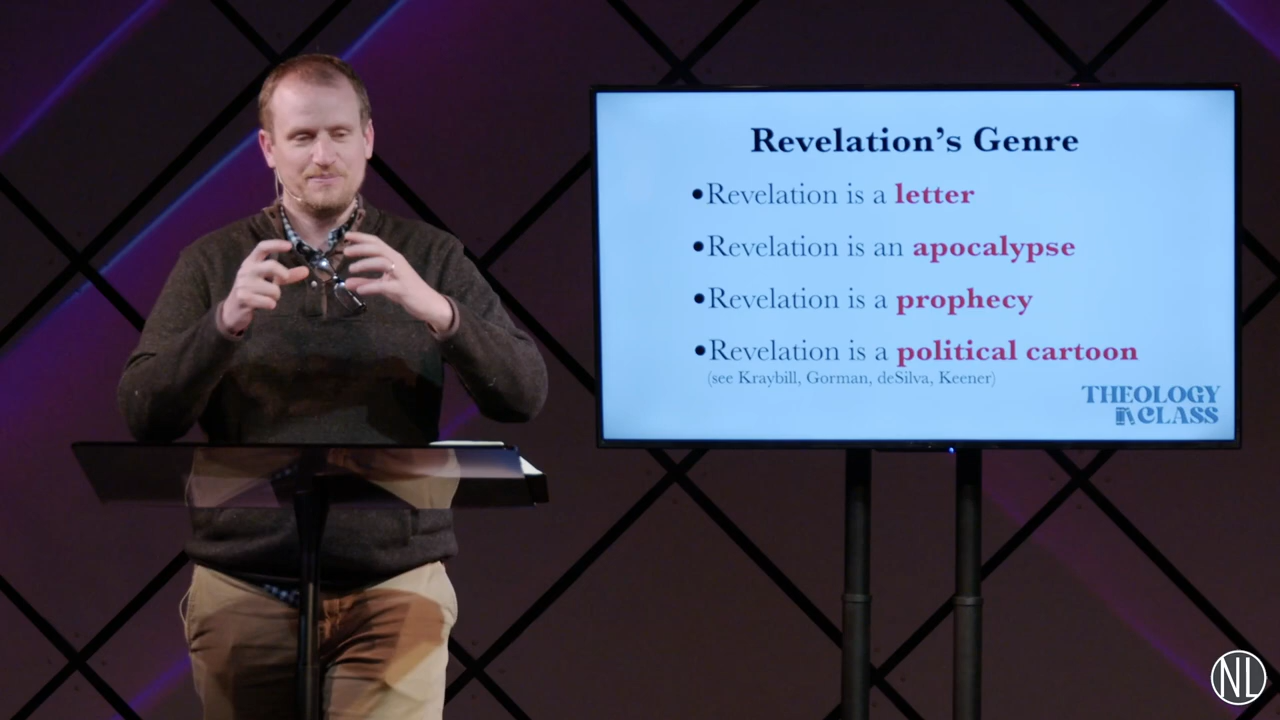 Revelation's Genre
•Revelation is a letter
•Revelation is an apocalypse
•Revelation is a prophecy
•Revelation is a political cartoon
(see Kraybill, Gorman, deSilva, Keener)
THEOLOGY
CLASS
NL